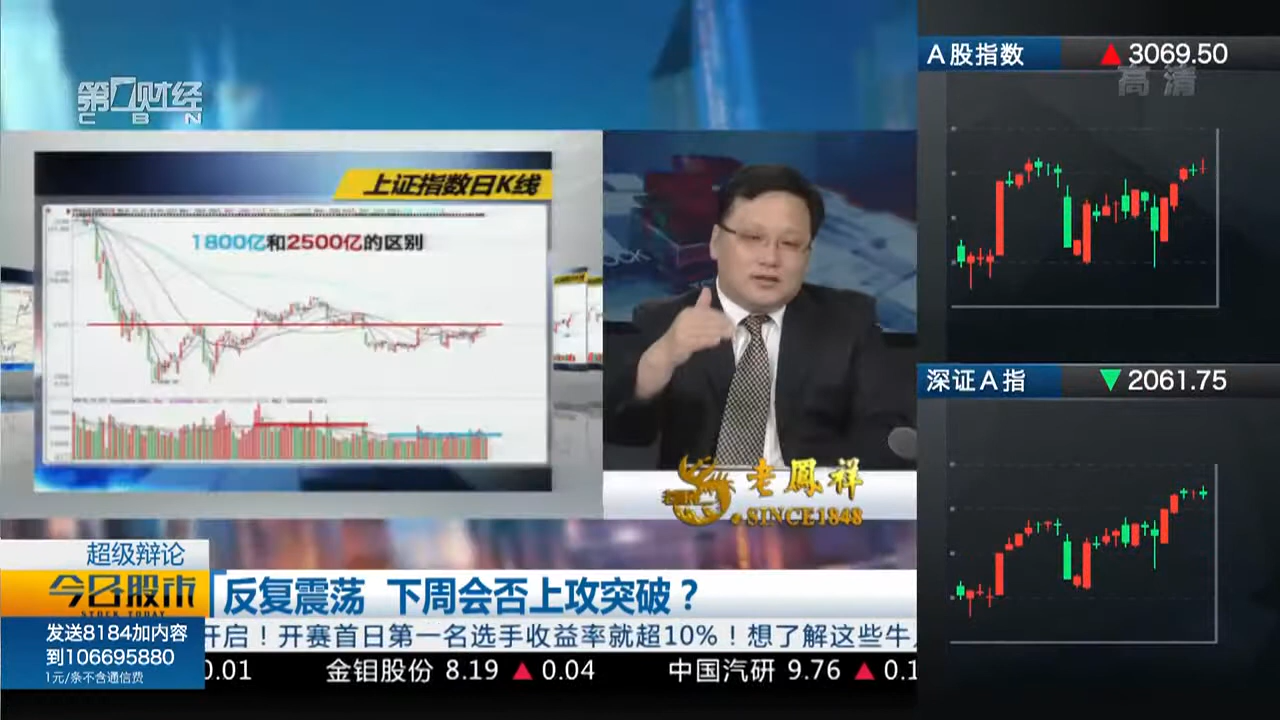 第一财经
CBN
A股指数 ▲ 3069.50
高清
上证指数日K线
1800亿和2500亿的区别
深证A指 ▼ 2061.75
老鳳祥
SINCE1848
超级辩论
今日股市
STOCK TODAY
反复震荡 下周会否上攻突破？
发送8184加内容
到106695880
1元/条不含通信费
开启！开赛首日第一名选手收益率就超10%！想了解这些牛人
0.01 金钼股份 8.19 ▲ 0.04 中国汽研 9.76 ▲ 0.1